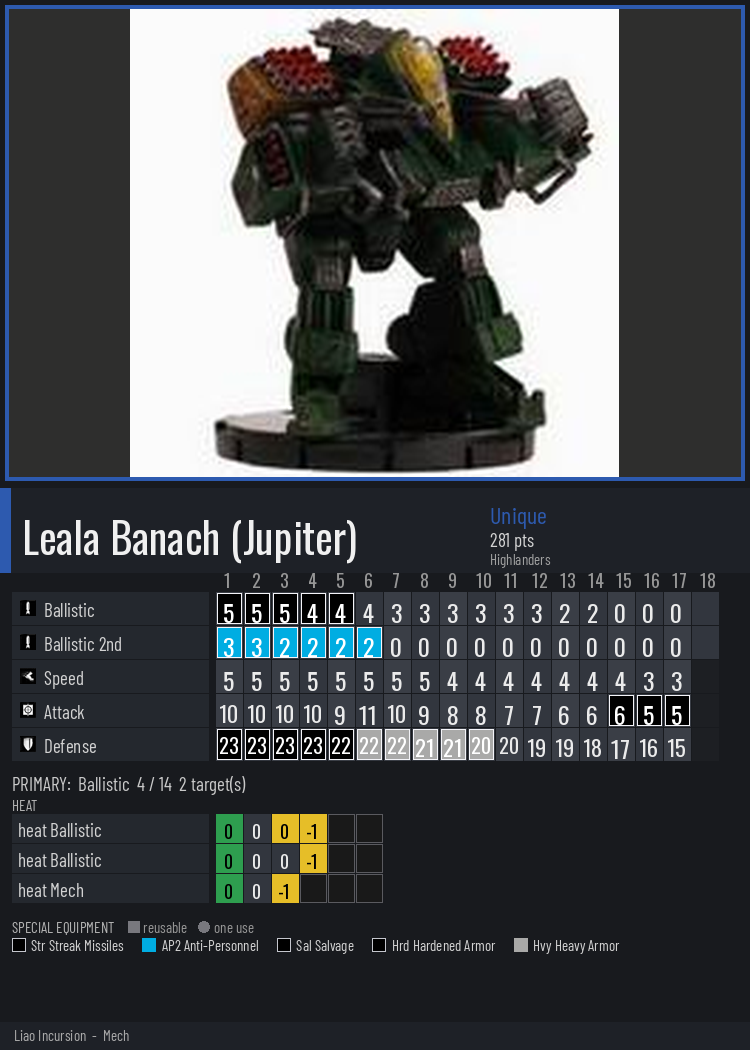 Leala Banach (Jupiter)
Unique
281 pts
Highlanders
1 2 3 4 5 6 7 8 9 10 11 12 13 14 15 16 17 18
Ballistic 5 5 5 4 4 4 3 3 3 3 3 3 2 2 0 0 0
Ballistic 2nd 3 3 2 2 2 2 0 0 0 0 0 0 0 0 0 0 0
Speed 5 5 5 5 5 5 5 5 4 4 4 4 4 4 4 3 3
Attack 10 10 10 10 9 11 10 9 8 8 7 7 6 6 6 5 5
Defense 23 23 23 23 22 22 22 21 21 20 20 19 19 18 17 16 15
PRIMARY: Ballistic 4 / 14 2 target(s)
HEAT
heat Ballistic 0 0 0 -1
heat Ballistic 0 0 0 -1
heat Mech 0 0 -1
SPECIAL EQUIPMENT reusable one use
Str Streak Missiles AP2 Anti-Personnel Sal Salvage Hrd Hardened Armor Hvy Heavy Armor
Liao Incursion - Mech